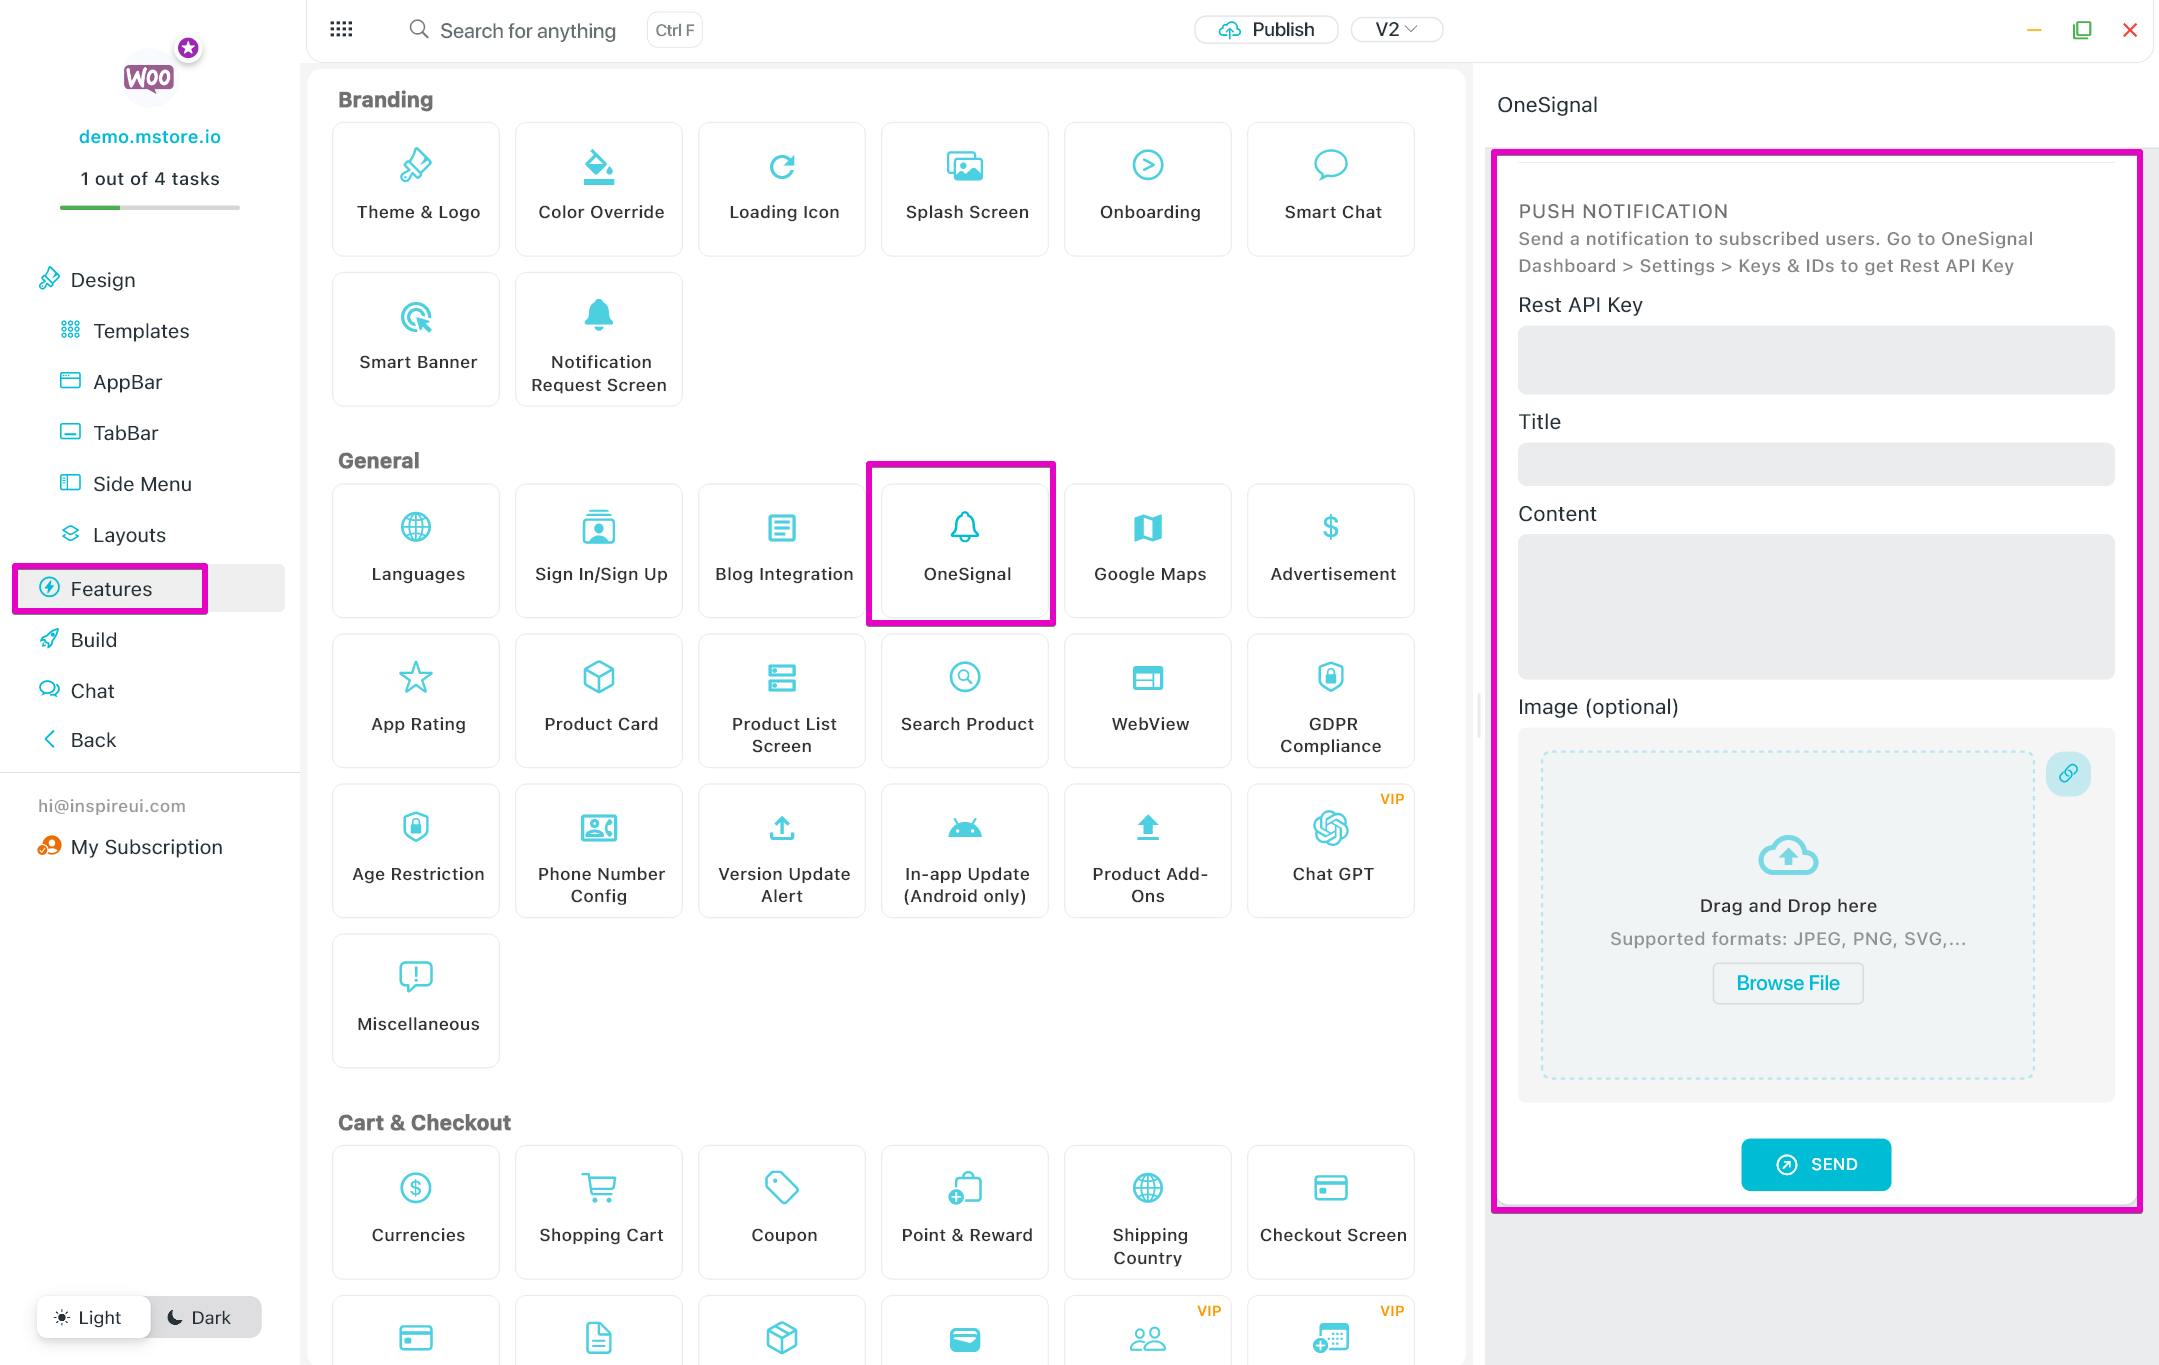 Search for anything
Ctrl F
Publish
V2
WOO
demo.mstore.io
1 out of 4 tasks
Design
Templates
AppBar
TabBar
Side Menu
Layouts
Features
Build
Chat
Back
hi@inspireui.com
My Subscription
Light
Dark
Branding
Theme & Logo
Color Override
Loading Icon
Splash Screen
Onboarding
Smart Chat
Smart Banner
Notification
Request Screen
General
Languages
Sign In/Sign Up
Blog Integration
OneSignal
Google Maps
Advertisement
App Rating
Product Card
Product List
Screen
Search Product
WebView
GDPR
Compliance
Age Restriction
Phone Number
Config
Version Update
Alert
In-app Update
(Android only)
Product Add-
Ons
VIP
Chat GPT
Miscellaneous
Cart & Checkout
Currencies
Shopping Cart
Coupon
Point & Reward
Shipping
Country
Checkout Screen
VIP
VIP
OneSignal
PUSH NOTIFICATION
Send a notification to subscribed users. Go to OneSignal
Dashboard > Settings > Keys & IDs to get Rest API Key
Rest API Key
Title
Content
Image (optional)
Drag and Drop here
Supported formats: JPEG, PNG, SVG,...
Browse File
SEND